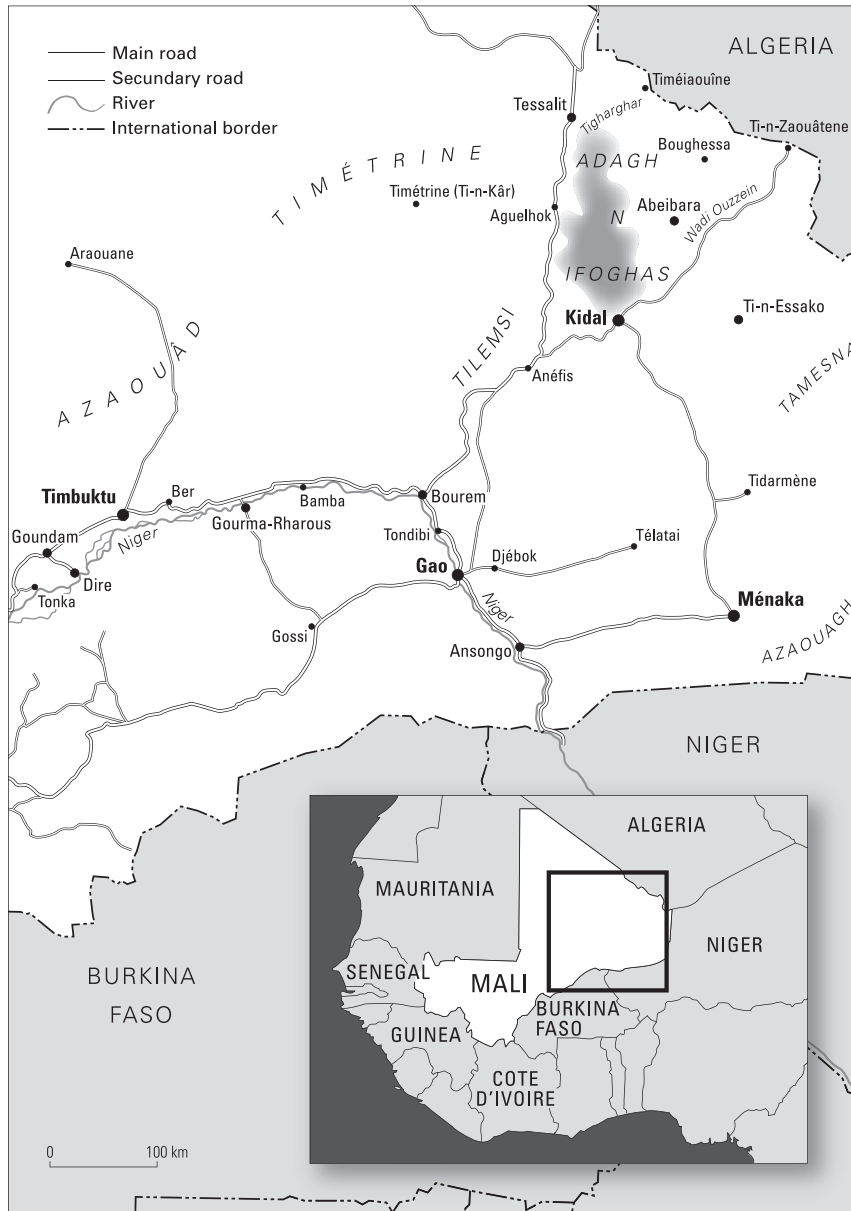 Main road
Secundary road
River
International border
ALGERIA
Timéiaouîne
Tessalit
Tigharghar
Ti-n-Zaouâtene
Boughessa
TIMÉTRINE
ADAGH
N
IFOGHAS
Timétrine (Ti-n-Kâr)
Aguelhok
Abeibara
Wadi Ouzzein
Araouane
Kidal
Ti-n-Essako
AZAOUÂD
TILEMSI
Anéfis
TAMESNA
Timbuktu
Ber
Bamba
Bourem
Tidarmène
Gourma-Rharous
Niger
Goundam
Tondibi
Djébok
Télatai
Dire
Gao
Tonka
Niger
Ménaka
Gossi
Ansongo
AZAOUAGH
NIGER
BURKINA
FASO
0
100 km
ALGERIA
MAURITANIA
NIGER
SENEGAL
MALI
BURKINA
FASO
GUINEA
COTE
D'IVOIRE